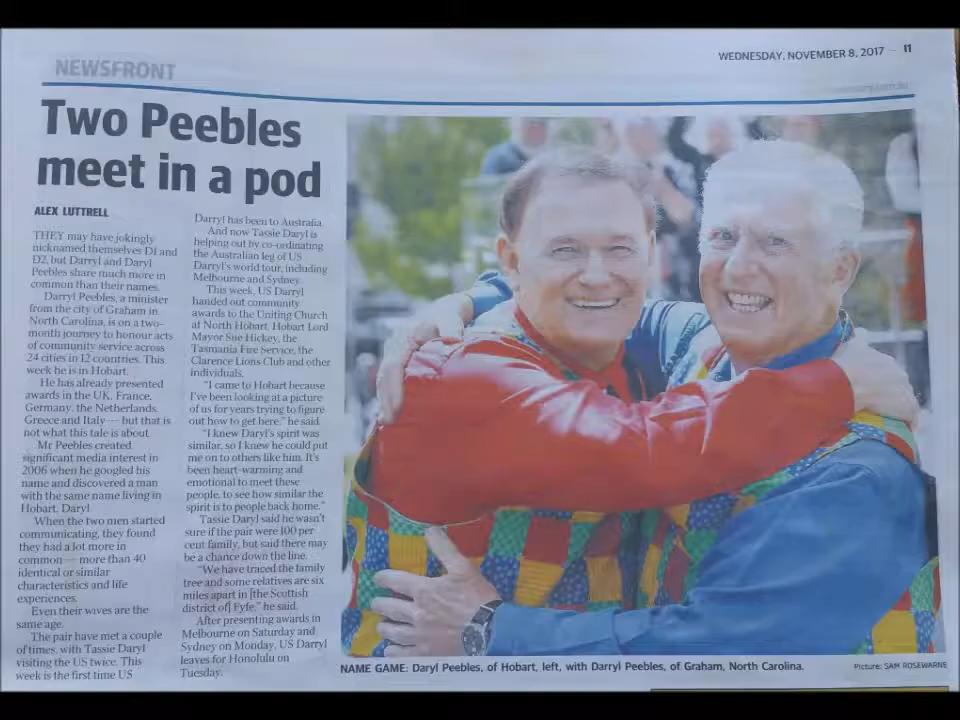 WEDNESDAY, NOVEMBER 8, 2017 — 11
NEWSFRONT
Two Peebles
meet in a pod
ALEX LUTTRELL
THEY may have jokingly
nicknamed themselves D1 and
D2, but Darryl and Daryl
Peebles share much more in
common than their names.
Darryl Peebles, a minister
from the city of Graham in
North Carolina, is on a two-
month journey to honour acts
of community service across
24 cities in 12 countries. This
week he is in Hobart.
He has already presented
awards in the UK, France,
Germany, the Netherlands,
Greece and Italy — but that is
not what this tale is about.
Mr Peebles created
significant media interest in
2006 when he googled his
name and discovered a man
with the same name living in
Hobart, Daryl.
When the two men started
communicating, they found
they had a lot more in
common — more than 40
identical or similar
characteristics and life
experiences.
Even their wives are the
same age.
The pair have met a couple
of times, with Tassie Daryl
visiting the US twice. This
week is the first time US
Darryl has been to Australia.
And now Tassie Daryl is
helping out by co-ordinating
the Australian leg of US
Darryl's world tour, including
Melbourne and Sydney.
This week, US Darryl
handed out community
awards to the Uniting Church
at North Hobart, Hobart Lord
Mayor Sue Hickey, the
Tasmania Fire Service, the
Clarence Lions Club and other
individuals.
"I came to Hobart because
I've been looking at a picture
of us for years trying to figure
out how to get here," he said.
"I knew Daryl's spirit was
similar, so I knew he could put
me on to others like him. It's
been heart-warming and
emotional to meet these
people, to see how similar the
spirit is to people back home."
Tassie Daryl said he wasn't
sure if the pair were 100 per
cent family, but said there may
be a chance down the line.
"We have traced the family
tree and some relatives are six
miles apart in [the Scottish
district of] Fyfe," he said.
After presenting awards in
Melbourne on Saturday and
Sydney on Monday, US Darryl
leaves for Honolulu on
Tuesday.
NAME GAME: Daryl Peebles, of Hobart, left, with Darryl Peebles, of Graham, North Carolina.
Picture: SAM ROSEWARNE